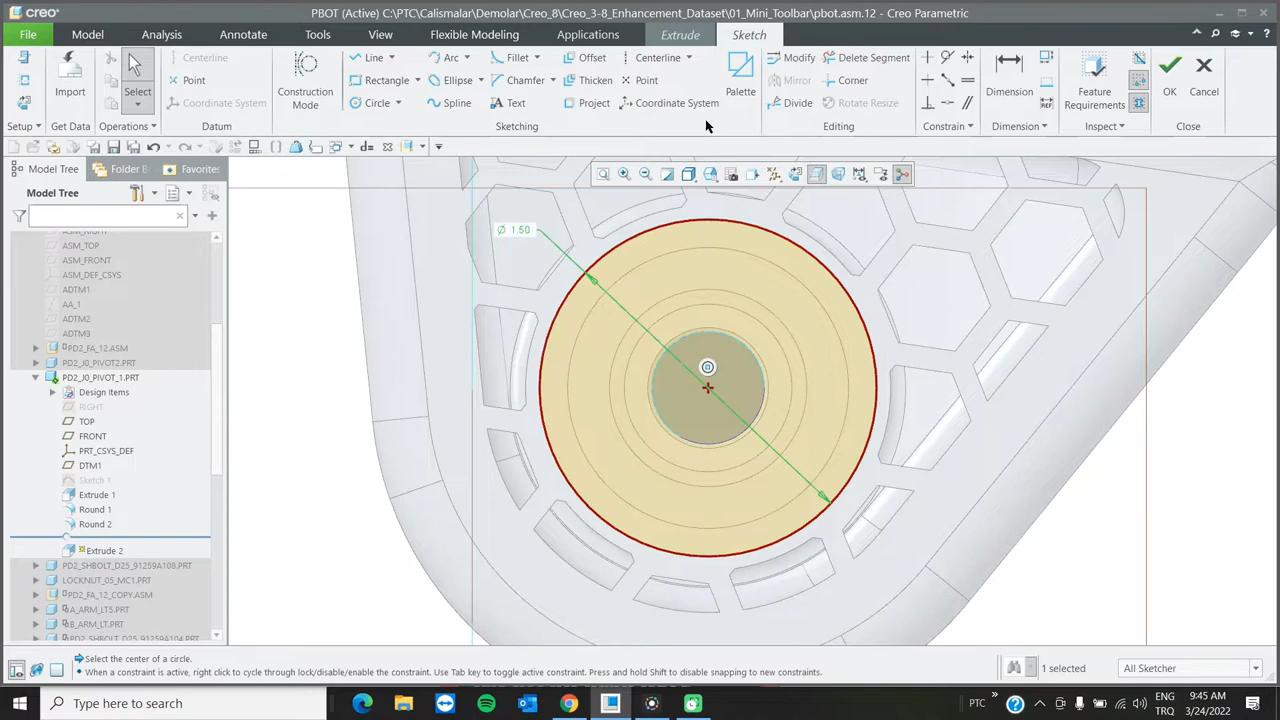 creo
PBOT (Active) C:\PTC\Calismalar\Demolar\Creo_8\Creo_3-8_Enhancement_Dataset\01_Mini_Toolbar\pbot.asm.12 - Creo Parametric
File Model Analysis Annotate Tools View Flexible Modeling Applications Extrude Sketch
Import Select Centerline Construction Mode Line Arc Fillet Offset Centerline Palette Modify Delete Segment Dimension Feature Requirements OK Cancel
Point Rectangle Ellipse Chamfer Thicken Point Mirror Corner
Coordinate System Circle Spline Text Project Coordinate System Divide Rotate Resize
Setup Get Data Operations Datum Sketching Editing Constrain Dimension Inspect Close
Model Tree Folder B Favorites
Model Tree
ASM_TOP
ASM_FRONT
ASM_DEF_CSYS
ADTM1
AA_1
ADTM2
ADTM3
PD2_FA_12.ASM
PD2_J0_PIVOT2.PRT
PD2_J0_PIVOT_1.PRT
Design Items
RIGHT
TOP
FRONT
PRT_CSYS_DEF
DTM1
Sketch 1
Extrude 1
Round 1
Round 2
Extrude 2
PD2_SHBOLT_D25_91259A108.PRT
LOCKNUT_05_MC1.PRT
PD2_FA_12_COPY.ASM
A_ARM_LT5.PRT
B_ARM_LT.PRT
PD2_SHBOLT_D25_91259A104.PRT
Ø 1.50
Select the center of a circle.
When a constraint is active, right click to cycle through lock/disable/enable the constraint. Use Tab key to toggle active constraint. Press and hold Shift to disable snapping to new constraints.
1 selected
All Sketcher
Type here to search
PTC
ENG
TRQ
9:45 AM
3/24/2022